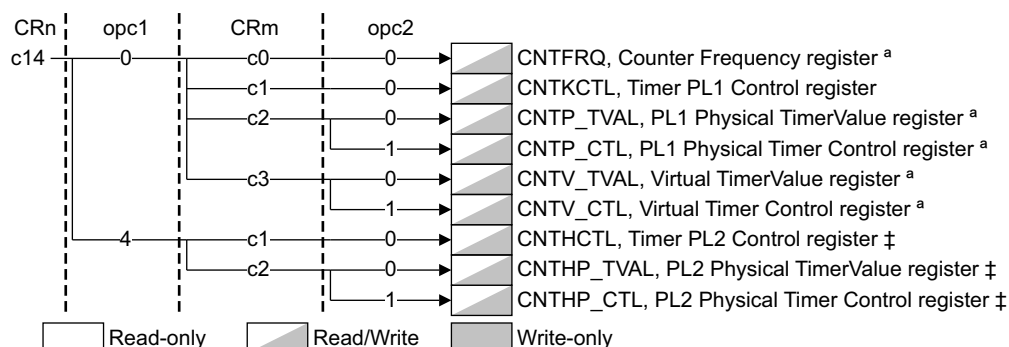 CRn opc1 CRm opc2
c14 0 c0 0 CNTFRQ, Counter Frequency register ª
c1 0 CNTKCTL, Timer PL1 Control register
c2 0 CNTP_TVAL, PL1 Physical TimerValue register ª
1 CNTP_CTL, PL1 Physical Timer Control register ª
c3 0 CNTV_TVAL, Virtual TimerValue register ª
1 CNTV_CTL, Virtual Timer Control register ª
4 c1 0 CNTHCTL, Timer PL2 Control register ‡
c2 0 CNTHP_TVAL, PL2 Physical TimerValue register ‡
1 CNTHP_CTL, PL2 Physical Timer Control register ‡
Read-only Read/Write Write-only